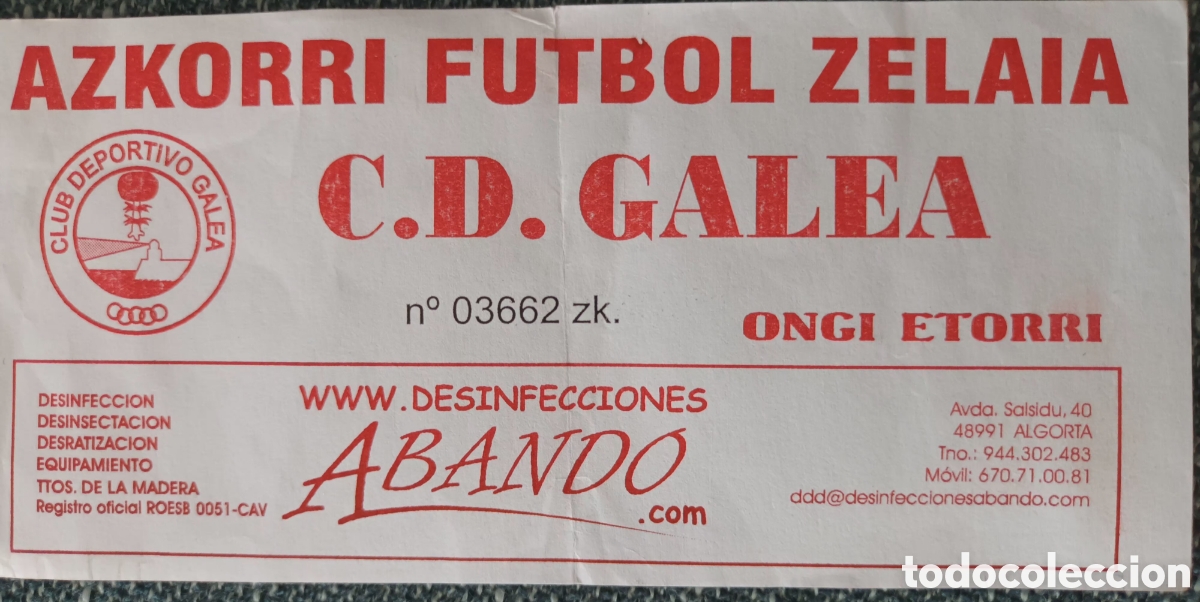 AZKORRI FUTBOL ZELAIA
CLUB DEPORTIVO GALEA
C.D. GALEA
nº 03662 zk.
ONGI ETORRI
DESINFECCION
DESINSECTACION
DESRATIZACION
EQUIPAMIENTO
TTOS. DE LA MADERA
Registro oficial ROESB 0051-CAV
WWW.DESINFECCIONES
ABANDO
.com
Avda. Salsidu, 40
48991 ALGORTA
Tno.: 944.302.483
Móvil: 670.71.00.81
ddd@desinfeccionesabando.com
todocoleccion